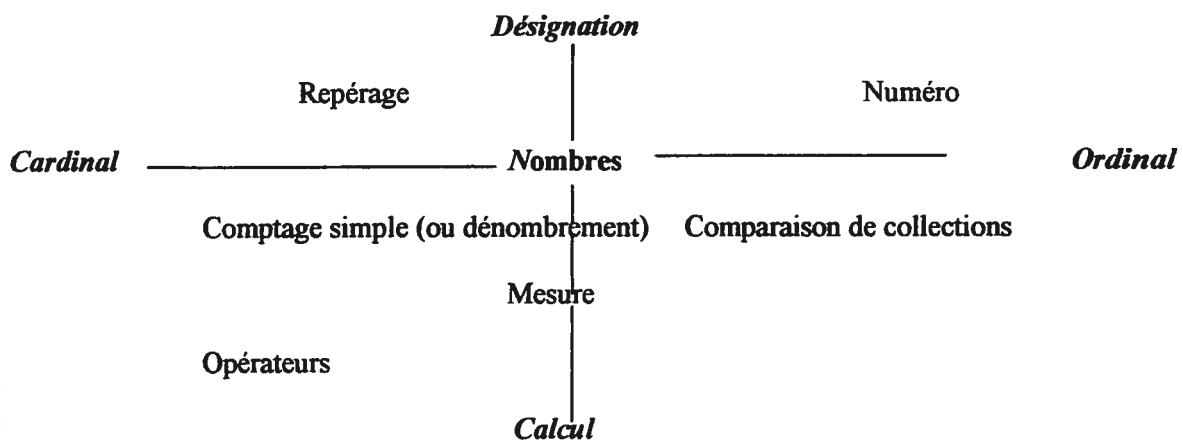 Désignation
Repérage Numéro
Cardinal Nombres Ordinal
Comptage simple (ou dénombrement) Comparaison de collections
Mesure
Opérateurs
Calcul